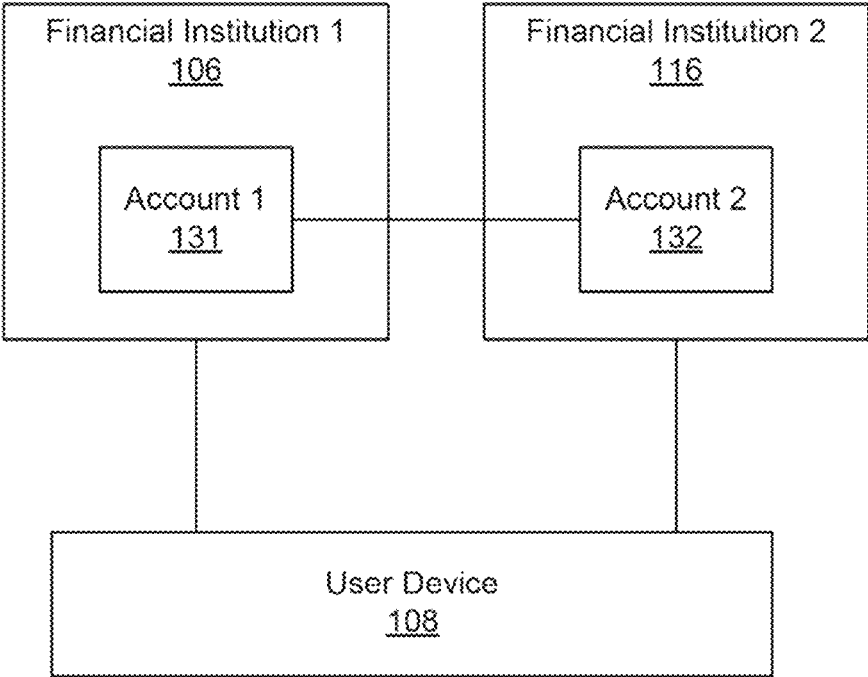 Financial Institution 1
106
Account 1
131
Financial Institution 2
116
Account 2
132
User Device
108